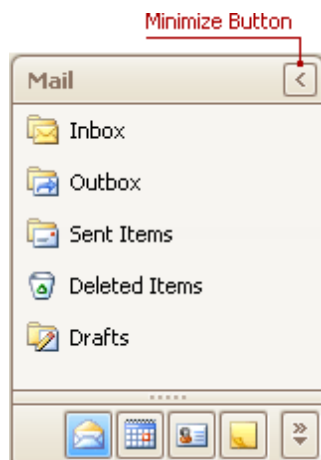 Minimize Button
Mail
Inbox
Outbox
Sent Items
Deleted Items
Drafts